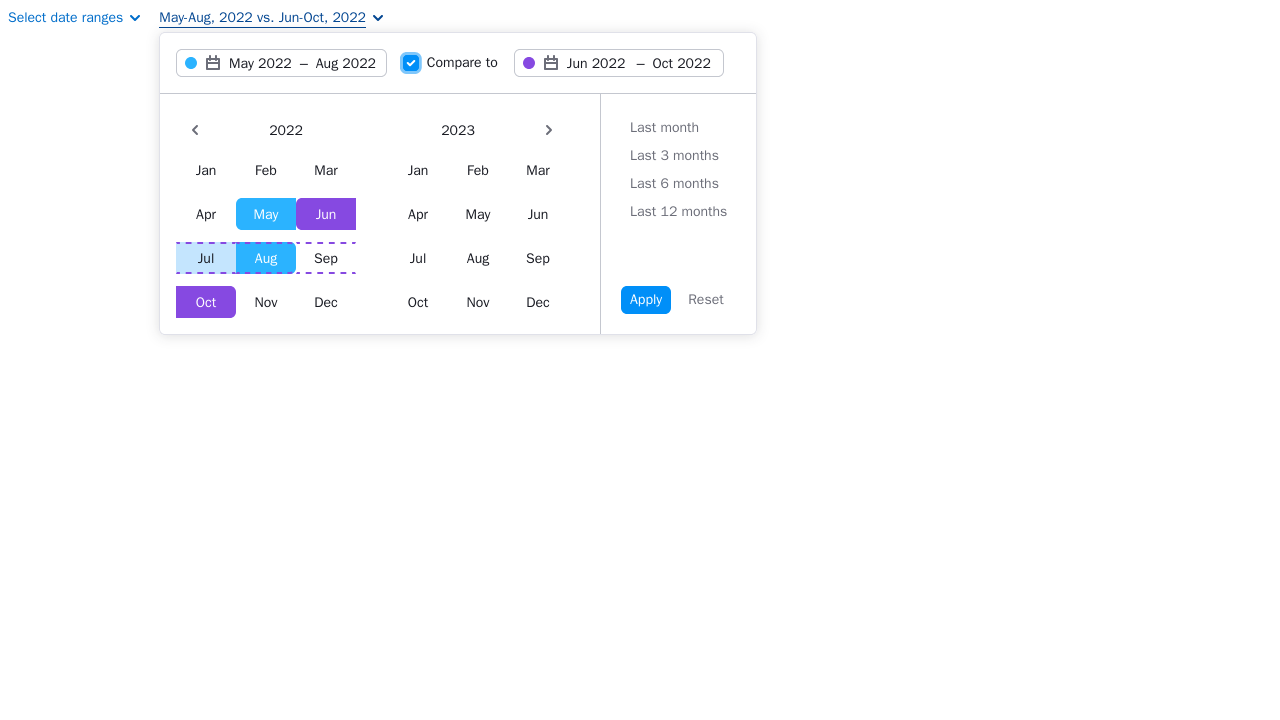 Select date ranges May-Aug, 2022 vs. Jun-Oct, 2022
May 2022 – Aug 2022 Compare to Jun 2022 – Oct 2022
2022 2023
Jan Feb Mar Jan Feb Mar
Apr May Jun Apr May Jun
Jul Aug Sep Jul Aug Sep
Oct Nov Dec Oct Nov Dec
Last month
Last 3 months
Last 6 months
Last 12 months
Apply Reset